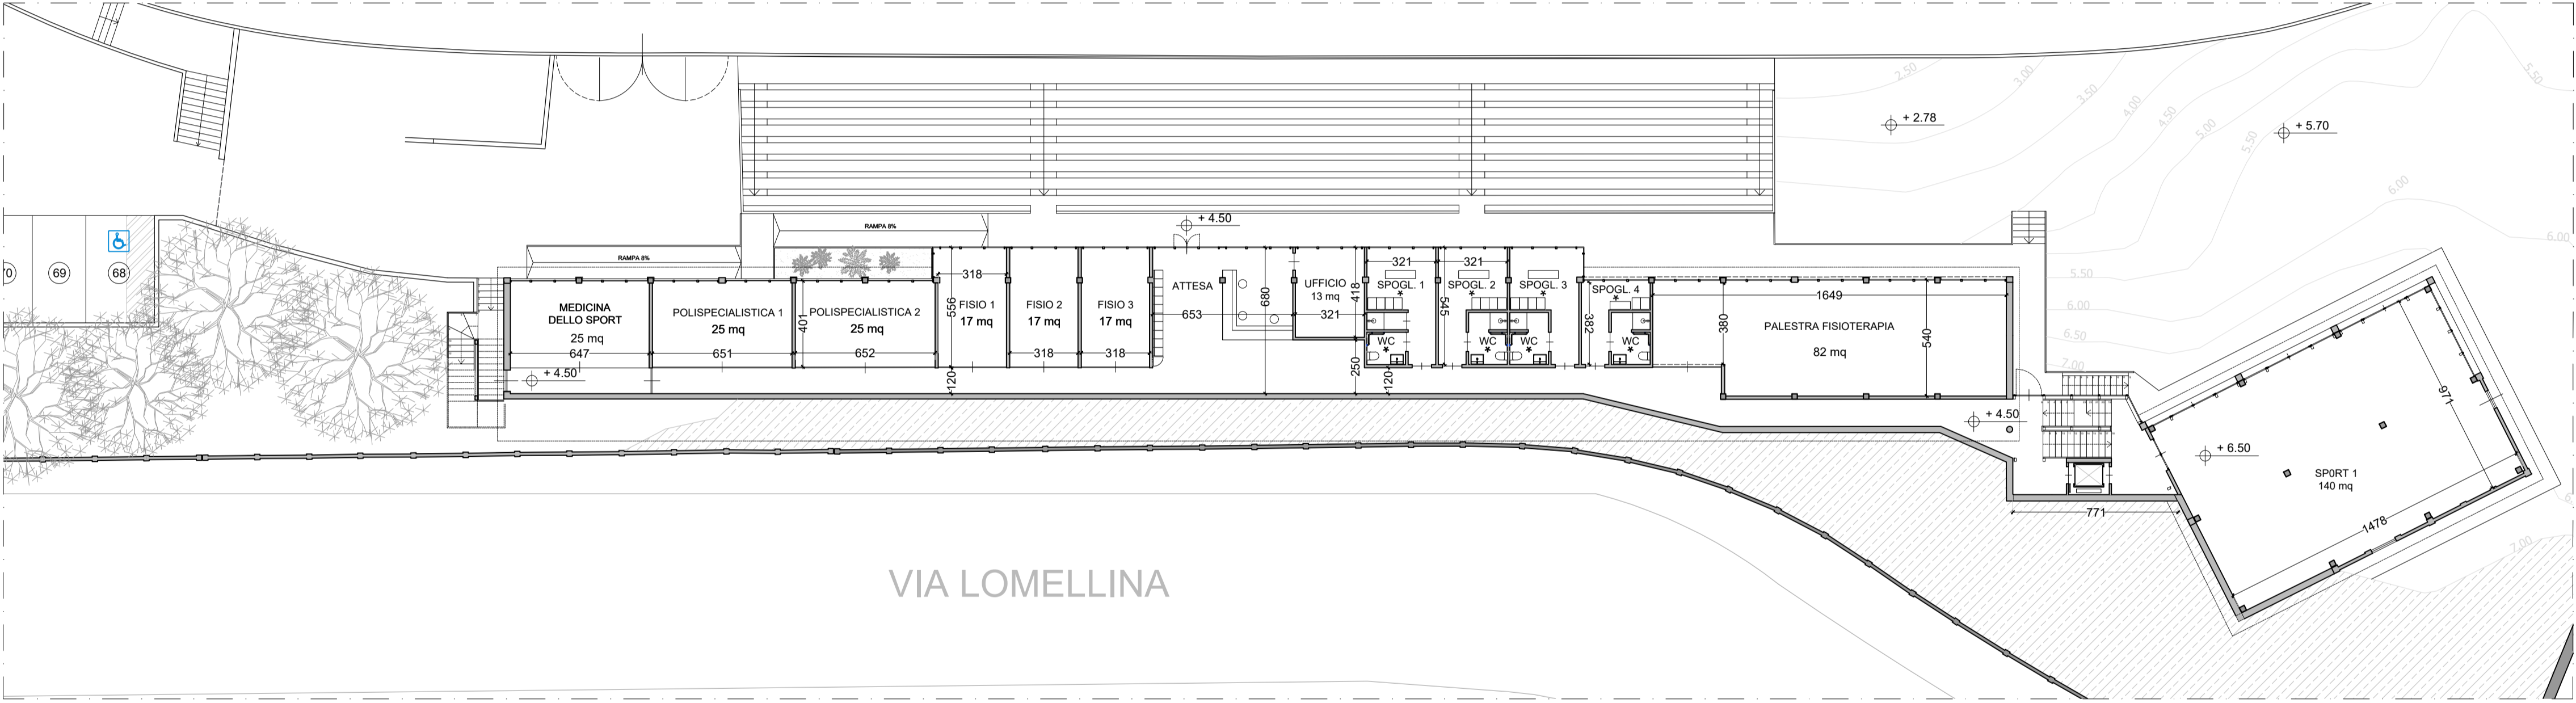 2.50
3.00
3.50
4.00
4.50
5.00
5.50
5.50
+ 2.78
+ 5.70
6.00
6.00
RAMPA 8%
RAMPA 8%
+ 4.50
70
69
68
5.50
6.00
6.50
7.00
MEDICINA
DELLO SPORT
25 mq
647
POLISPECIALISTICA 1
25 mq
651
401
POLISPECIALISTICA 2
25 mq
652
318
556
FISIO 1
17 mq
FISIO 2
17 mq
318
FISIO 3
17 mq
318
ATTESA
653
680
UFFICIO
13 mq
418
321
321
SPOGL. 1
*
WC
*
321
545
SPOGL. 2
*
WC
*
SPOGL. 3
*
WC
*
382
SPOGL. 4
*
WC
*
1649
380
PALESTRA FISIOTERAPIA
82 mq
540
+ 4.50
120
250
120
+ 4.50
771
+ 6.50
971
SP0RT 1
140 mq
1478
7.00
VIA LOMELLINA